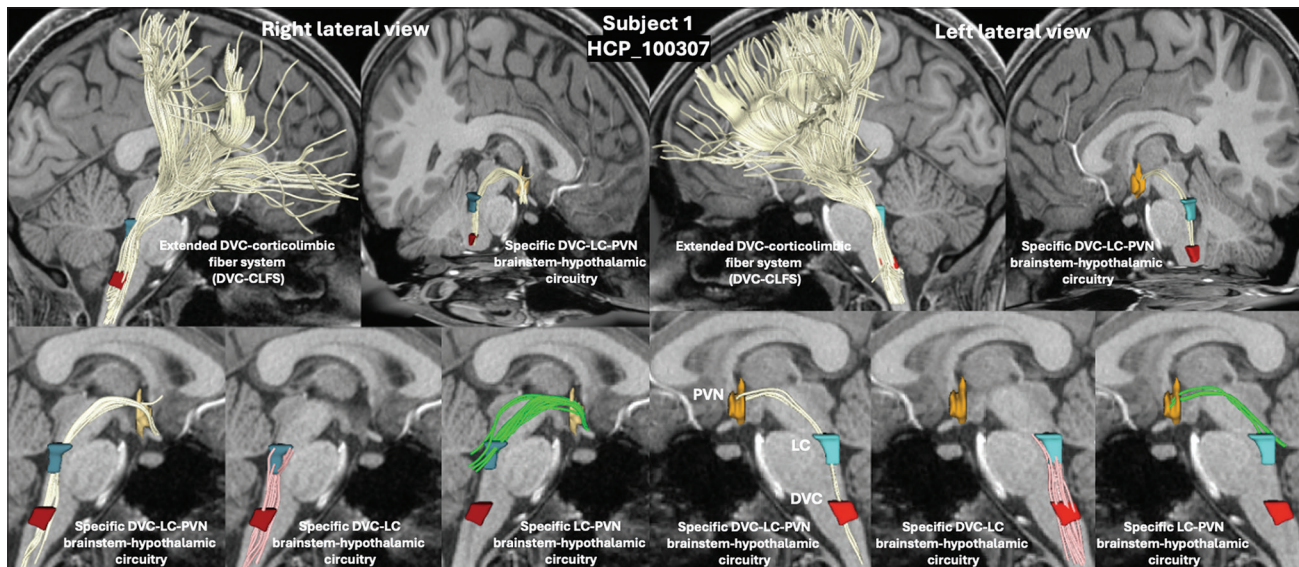 Right lateral view
Subject 1
HCP_100307
Left lateral view
Extended DVC-corticolimbic
fiber system
(DVC-CLFS)
Specific DVC-LC-PVN
brainstem-hypothalamic
circuitry
Extended DVC-corticolimbic
fiber system
(DVC-CLFS)
Specific DVC-LC-PVN
brainstem-hypothalamic
circuitry
Specific DVC-LC-PVN
brainstem-hypothalamic
circuitry
Specific DVC-LC
brainstem-hypothalamic
circuitry
Specific LC-PVN
brainstem-hypothalamic
circuitry
PVN
LC
DVC
Specific DVC-LC-PVN
brainstem-hypothalamic
circuitry
Specific DVC-LC
brainstem-hypothalamic
circuitry
Specific LC-PVN
brainstem-hypothalamic
circuitry